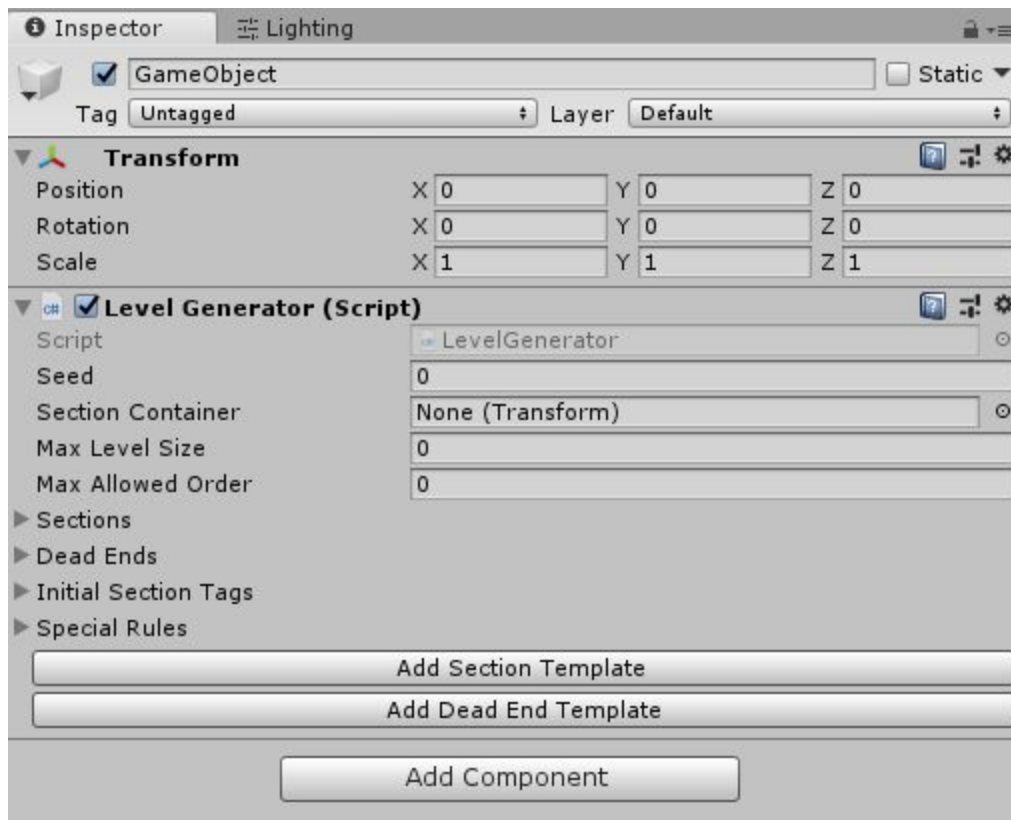 Inspector Lighting
GameObject Static
Tag Untagged Layer Default
Transform
Position X 0 Y 0 Z 0
Rotation X 0 Y 0 Z 0
Scale X 1 Y 1 Z 1
C# Level Generator (Script)
Script LevelGenerator
Seed 0
Section Container None (Transform)
Max Level Size 0
Max Allowed Order 0
Sections
Dead Ends
Initial Section Tags
Special Rules
Add Section Template
Add Dead End Template
Add Component